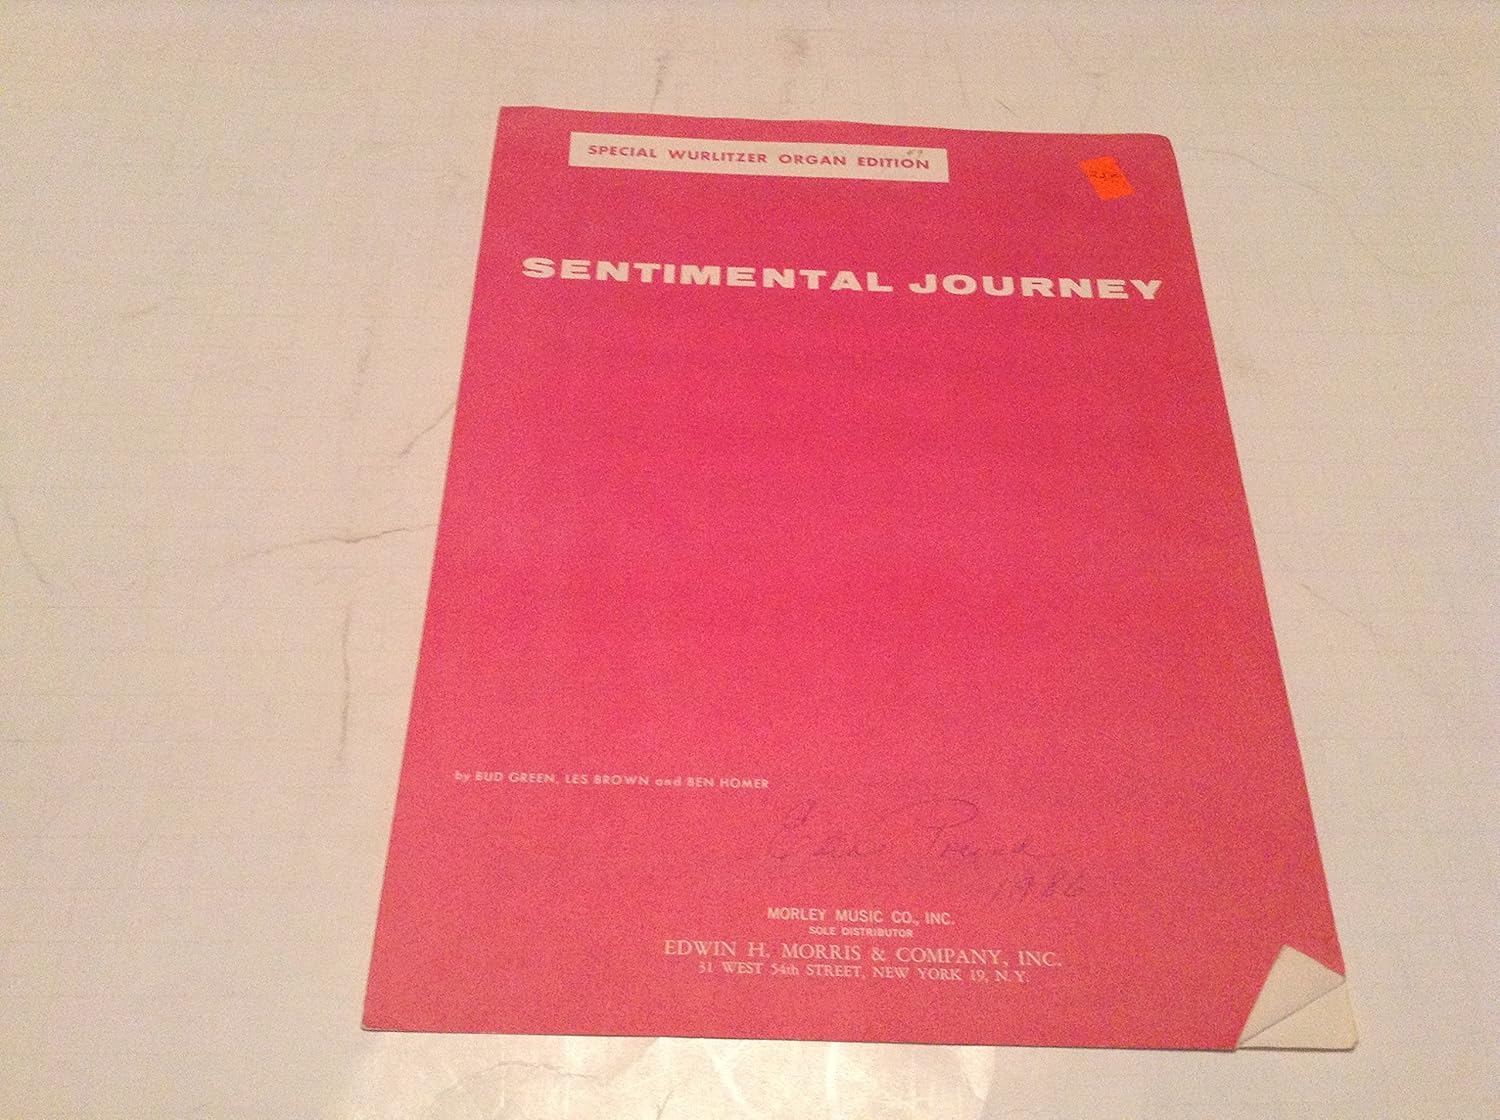 SPECIAL WURLITZER ORGAN EDITION
SENTIMENTAL JOURNEY
by BUD GREEN, LES BROWN and BEN HOMER
1986
MORLEY MUSIC CO., INC.
SOLE DISTRIBUTOR
EDWIN H. MORRIS & COMPANY, INC.
31 WEST 54th STREET, NEW YORK 19, N.Y.